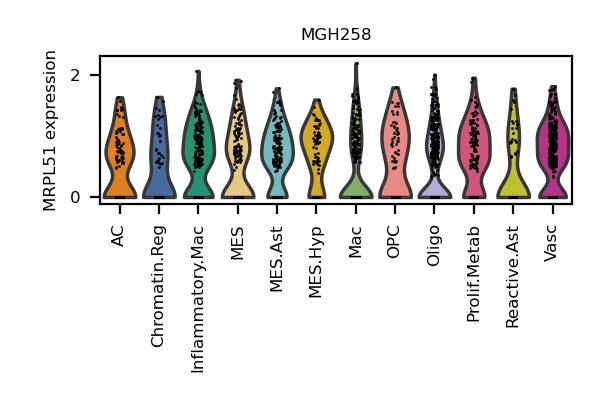 MGH258
MRPL51 expression
2
0
AC
Chromatin.Reg
Inflammatory.Mac
MES
MES.Ast
MES.Hyp
Mac
OPC
Oligo
Prolif.Metab
Reactive.Ast
Vasc